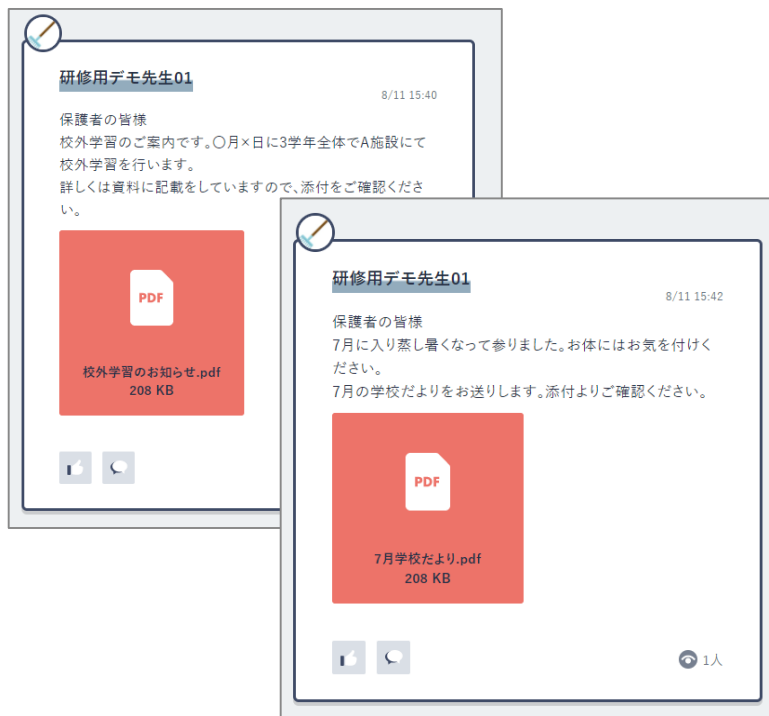 研修用デモ先生01
8/11 15:40
保護者の皆様
校外学習のご案内です。〇月×日に3学年全体でA施設にて
校外学習を行います。
詳しくは資料に記載をしていますので、添付をご確認くださ
い。
PDF
校外学習のお知らせ.pdf
208 KB
研修用デモ先生01
8/11 15:42
保護者の皆様
7月に入り蒸し暑くなって参りました。お体にはお気を付けく
ださい。
7月の学校だよりをお送りします。添付よりご確認ください。
PDF
7月学校だより.pdf
208 KB
1人